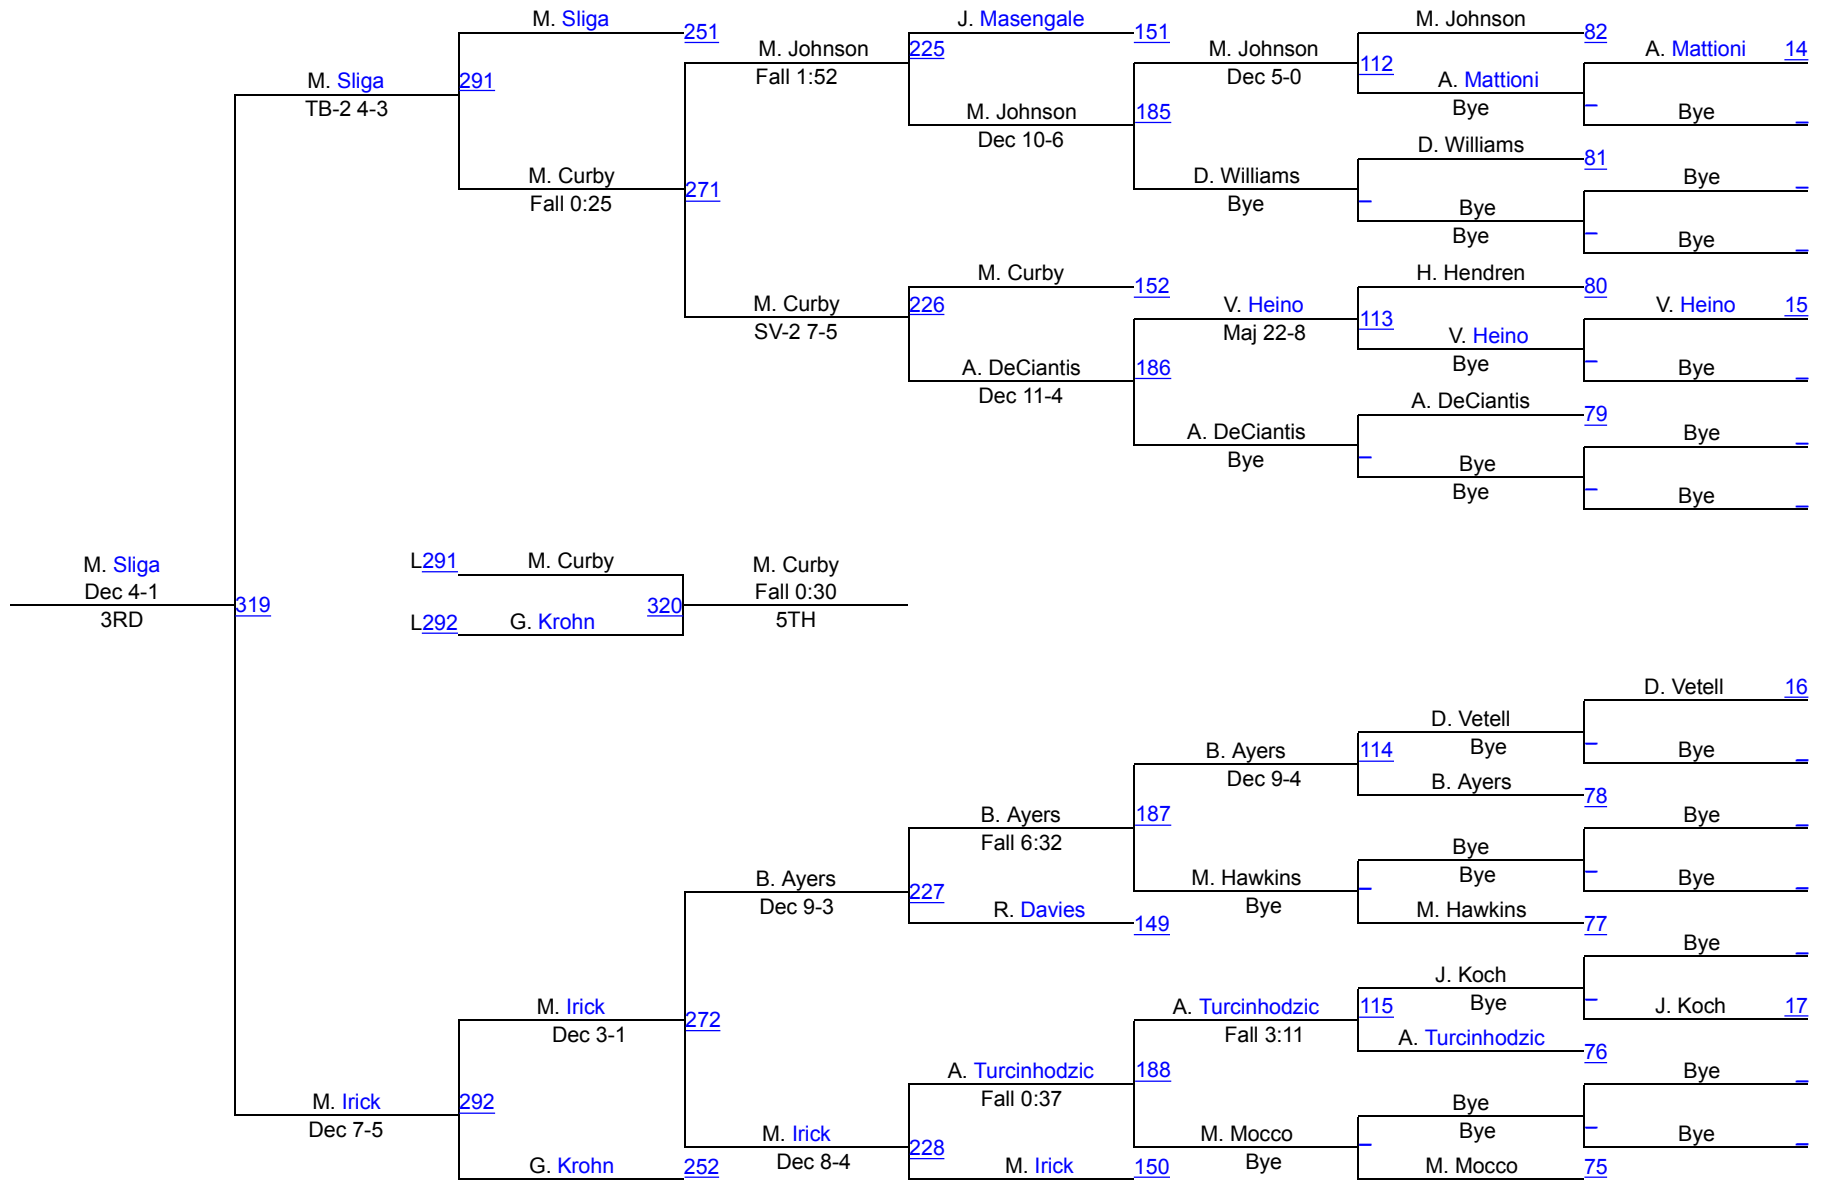 M. Sliga
251
J. Masengale
151
M. Johnson
82
M. Johnson
Fall 1:52
225
M. Johnson
Dec 5-0
112
A. Mattioni
14
M. Sliga
TB-2 4-3
291
A. Mattioni
Bye
Bye
M. Johnson
Dec 10-6
185
D. Williams
81
M. Curby
Fall 0:25
271
D. Williams
Bye
Bye
Bye
Bye
Bye
M. Curby
152
H. Hendren
80
M. Curby
SV-2 7-5
226
V. Heino
Maj 22-8
113
V. Heino
15
V. Heino
Bye
Bye
A. DeCiantis
Dec 11-4
186
A. DeCiantis
79
A. DeCiantis
Bye
Bye
Bye
Bye
Bye
M. Sliga
Dec 4-1
3RD
319
L291
M. Curby
L292
G. Krohn
320
M. Curby
Fall 0:30
5TH
D. Vetell
16
D. Vetell
Bye
Bye
B. Ayers
Dec 9-4
114
B. Ayers
78
B. Ayers
Fall 6:32
187
Bye
Bye
Bye
Bye
B. Ayers
Dec 9-3
227
M. Hawkins
Bye
R. Davies
149
M. Hawkins
77
Bye
M. Irick
Dec 3-1
272
A. Turcinhodzic
Fall 3:11
115
J. Koch
Bye
J. Koch
17
A. Turcinhodzic
76
A. Turcinhodzic
Fall 0:37
188
Bye
M. Irick
Dec 7-5
292
Bye
Bye
Bye
M. Irick
Dec 8-4
228
M. Mocco
Bye
G. Krohn
252
M. Irick
150
M. Mocco
75